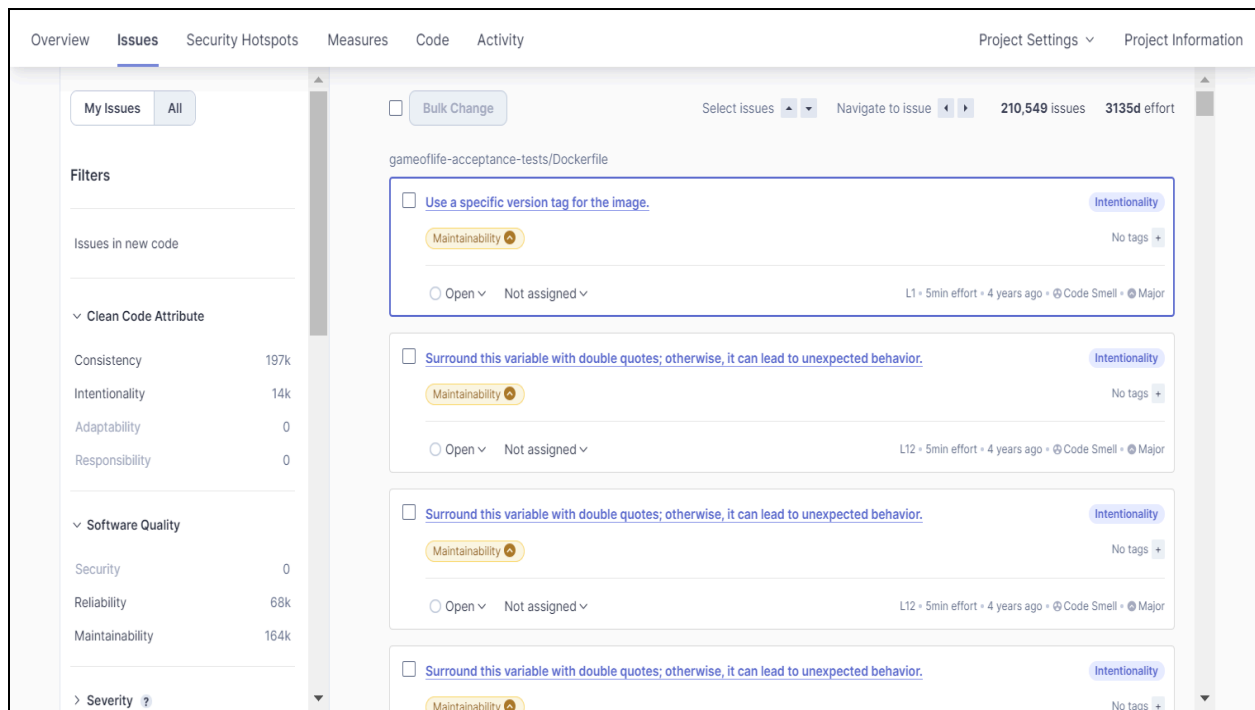 Overview Issues Security Hotspots Measures Code Activity Project Settings Project Information
My Issues All
Filters
Issues in new code
Clean Code Attribute
Consistency 197k
Intentionality 14k
Adaptability 0
Responsibility 0
Software Quality
Security 0
Reliability 68k
Maintainability 164k
Severity ?
Bulk Change Select issues Navigate to issue 210,549 issues 3135d effort
gameoflife-acceptance-tests/Dockerfile
Use a specific version tag for the image. Intentionality
Maintainability No tags +
Open Not assigned L1 • 5min effort • 4 years ago • Code Smell • Major
Surround this variable with double quotes; otherwise, it can lead to unexpected behavior. Intentionality
Maintainability No tags +
Open Not assigned L12 • 5min effort • 4 years ago • Code Smell • Major
Surround this variable with double quotes; otherwise, it can lead to unexpected behavior. Intentionality
Maintainability No tags +
Open Not assigned L12 • 5min effort • 4 years ago • Code Smell • Major
Surround this variable with double quotes; otherwise, it can lead to unexpected behavior. Intentionality
Maintainability No tags +